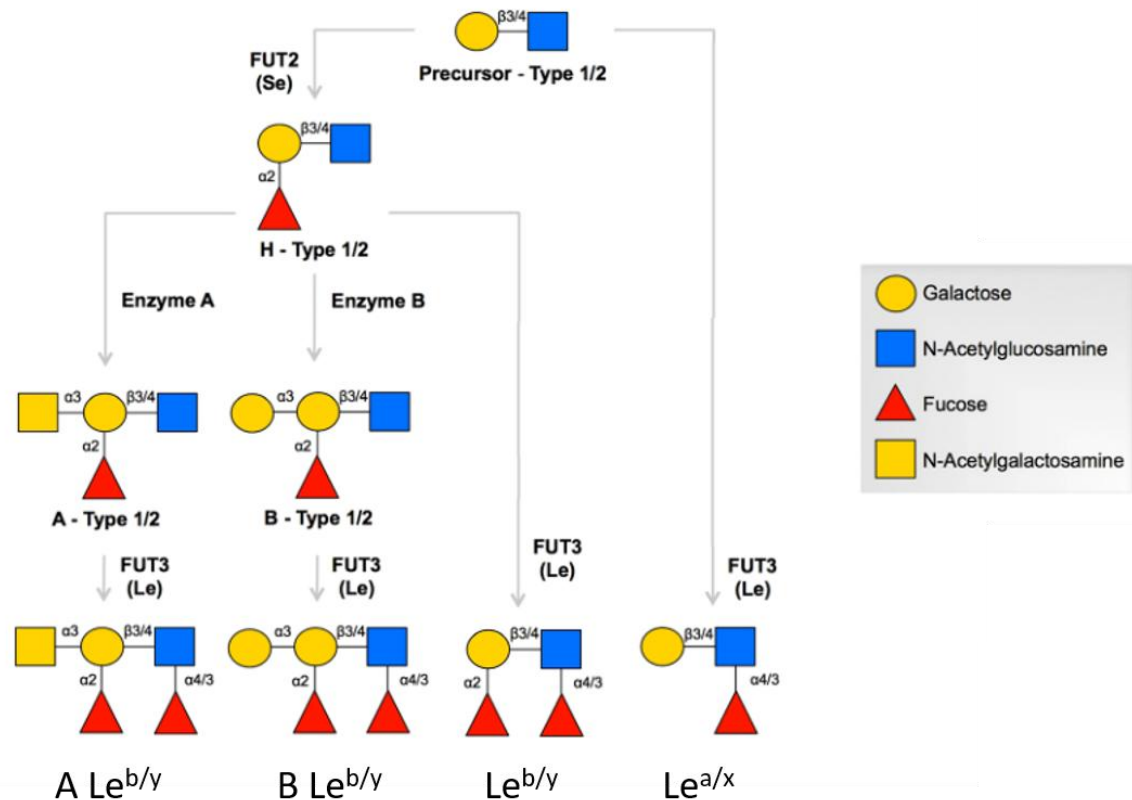 β3/4
Precursor - Type 1/2
FUT2
(Se)
β3/4
α2
H - Type 1/2
Enzyme A
Enzyme B
α3
β3/4
α2
A - Type 1/2
α3
β3/4
α2
B - Type 1/2
FUT3
(Le)
FUT3
(Le)
FUT3
(Le)
FUT3
(Le)
α3
β3/4
α2
α4/3
α3
β3/4
α2
α4/3
β3/4
α2
α4/3
β3/4
α4/3
A Le^b/y
B Le^b/y
Le^b/y
Le^a/x
Galactose
N-Acetylglucosamine
Fucose
N-Acetylgalactosamine